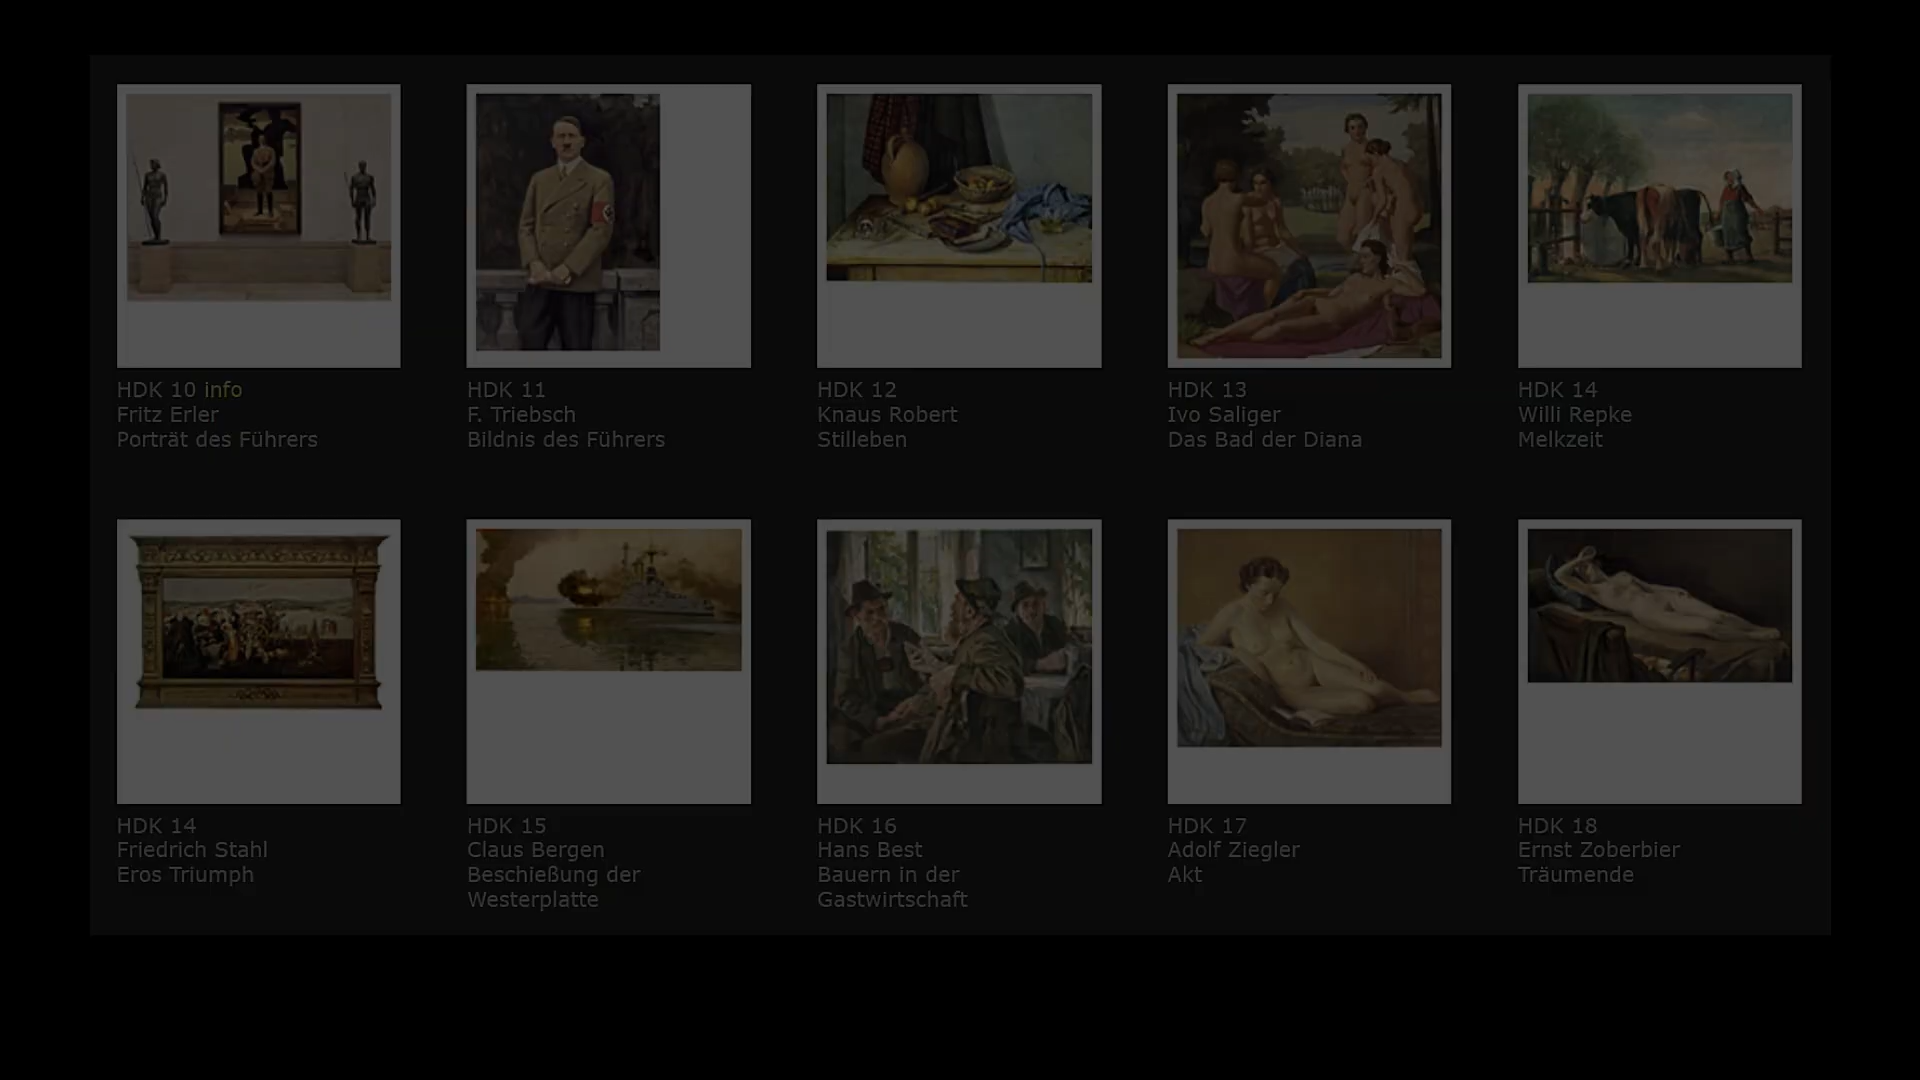 HDK 10 info
Fritz Erler
Porträt des Führers
HDK 11
F. Triebsch
Bildnis des Führers
HDK 12
Knaus Robert
Stilleben
HDK 13
Ivo Saliger
Das Bad der Diana
HDK 14
Willi Repke
Melkzeit
HDK 14
Friedrich Stahl
Eros Triumph
HDK 15
Claus Bergen
Beschießung der
Westerplatte
HDK 16
Hans Best
Bauern in der
Gastwirtschaft
HDK 17
Adolf Ziegler
Akt
HDK 18
Ernst Zoberbier
Träumende